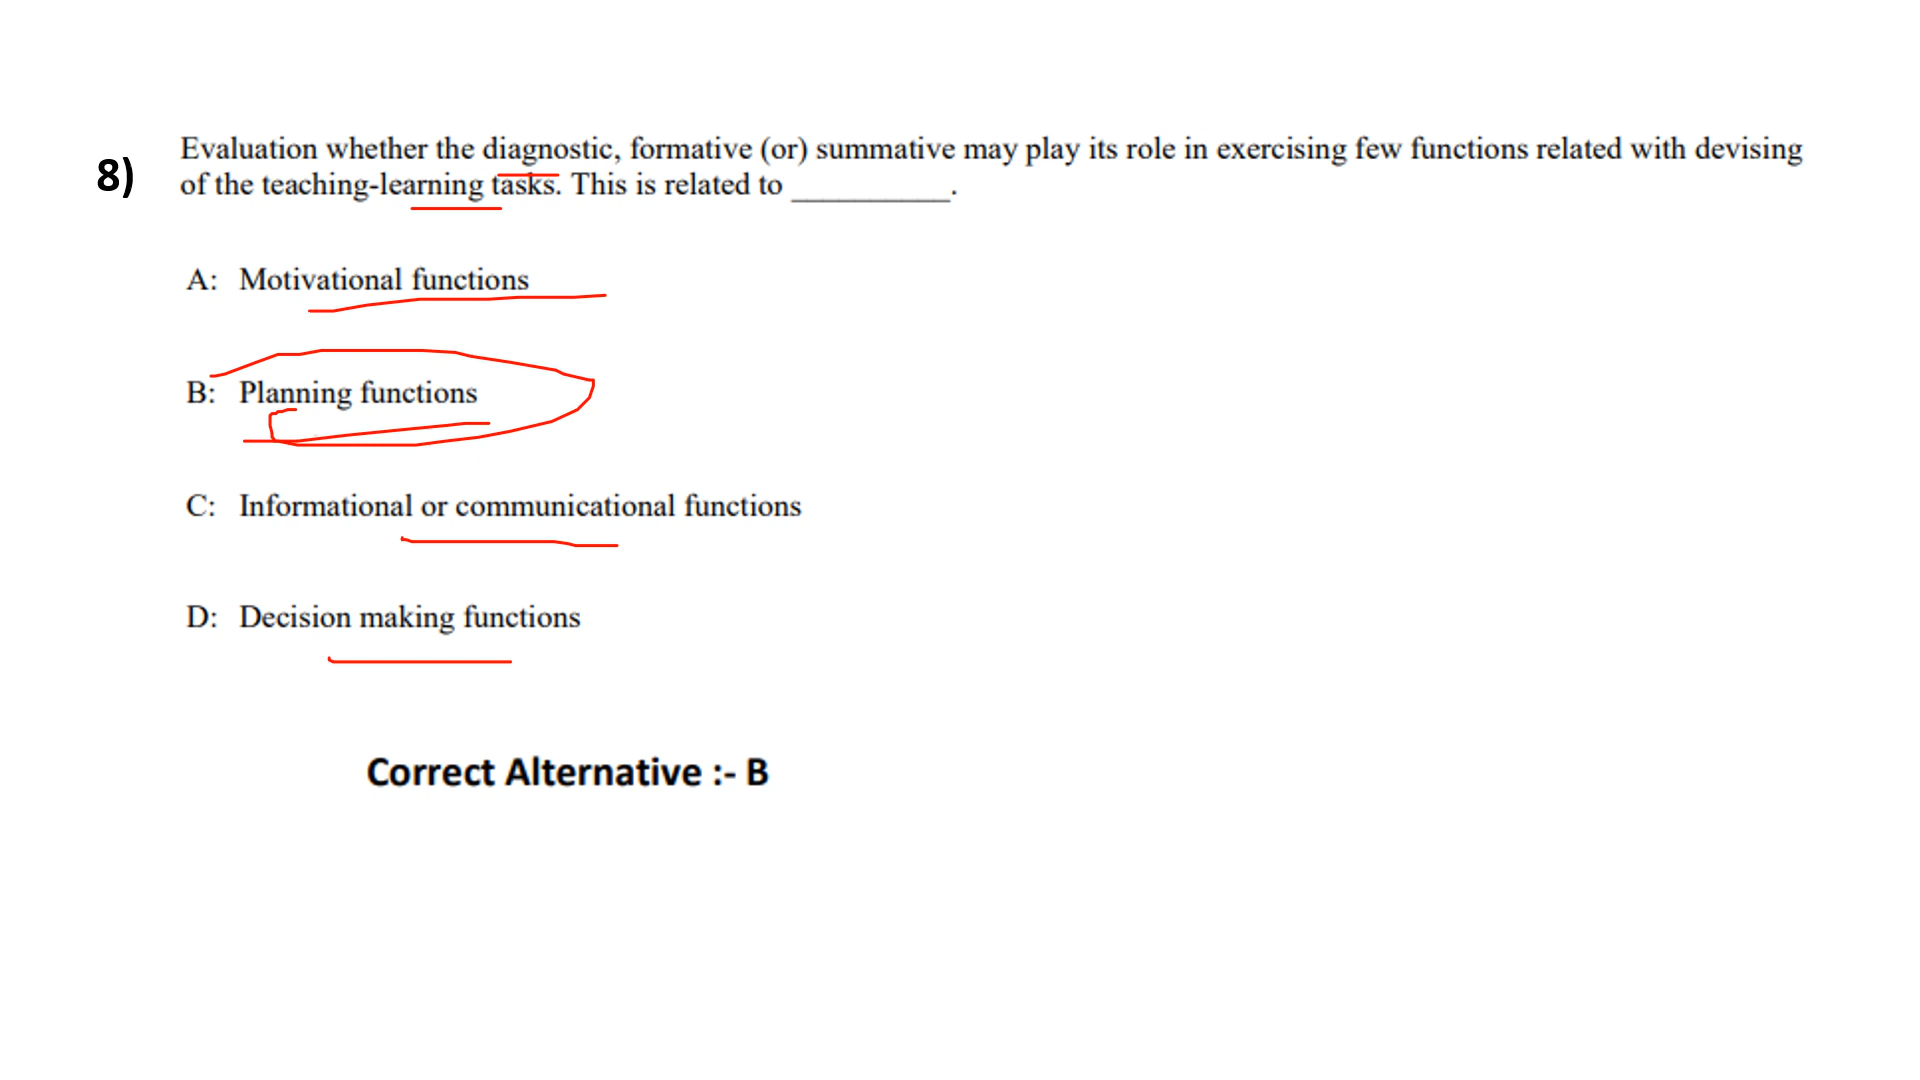 8) Evaluation whether the diagnostic, formative (or) summative may play its role in exercising few functions related with devising
of the teaching-learning tasks. This is related to __________.
A: Motivational functions
B: Planning functions
C: Informational or communicational functions
D: Decision making functions
Correct Alternative :- B